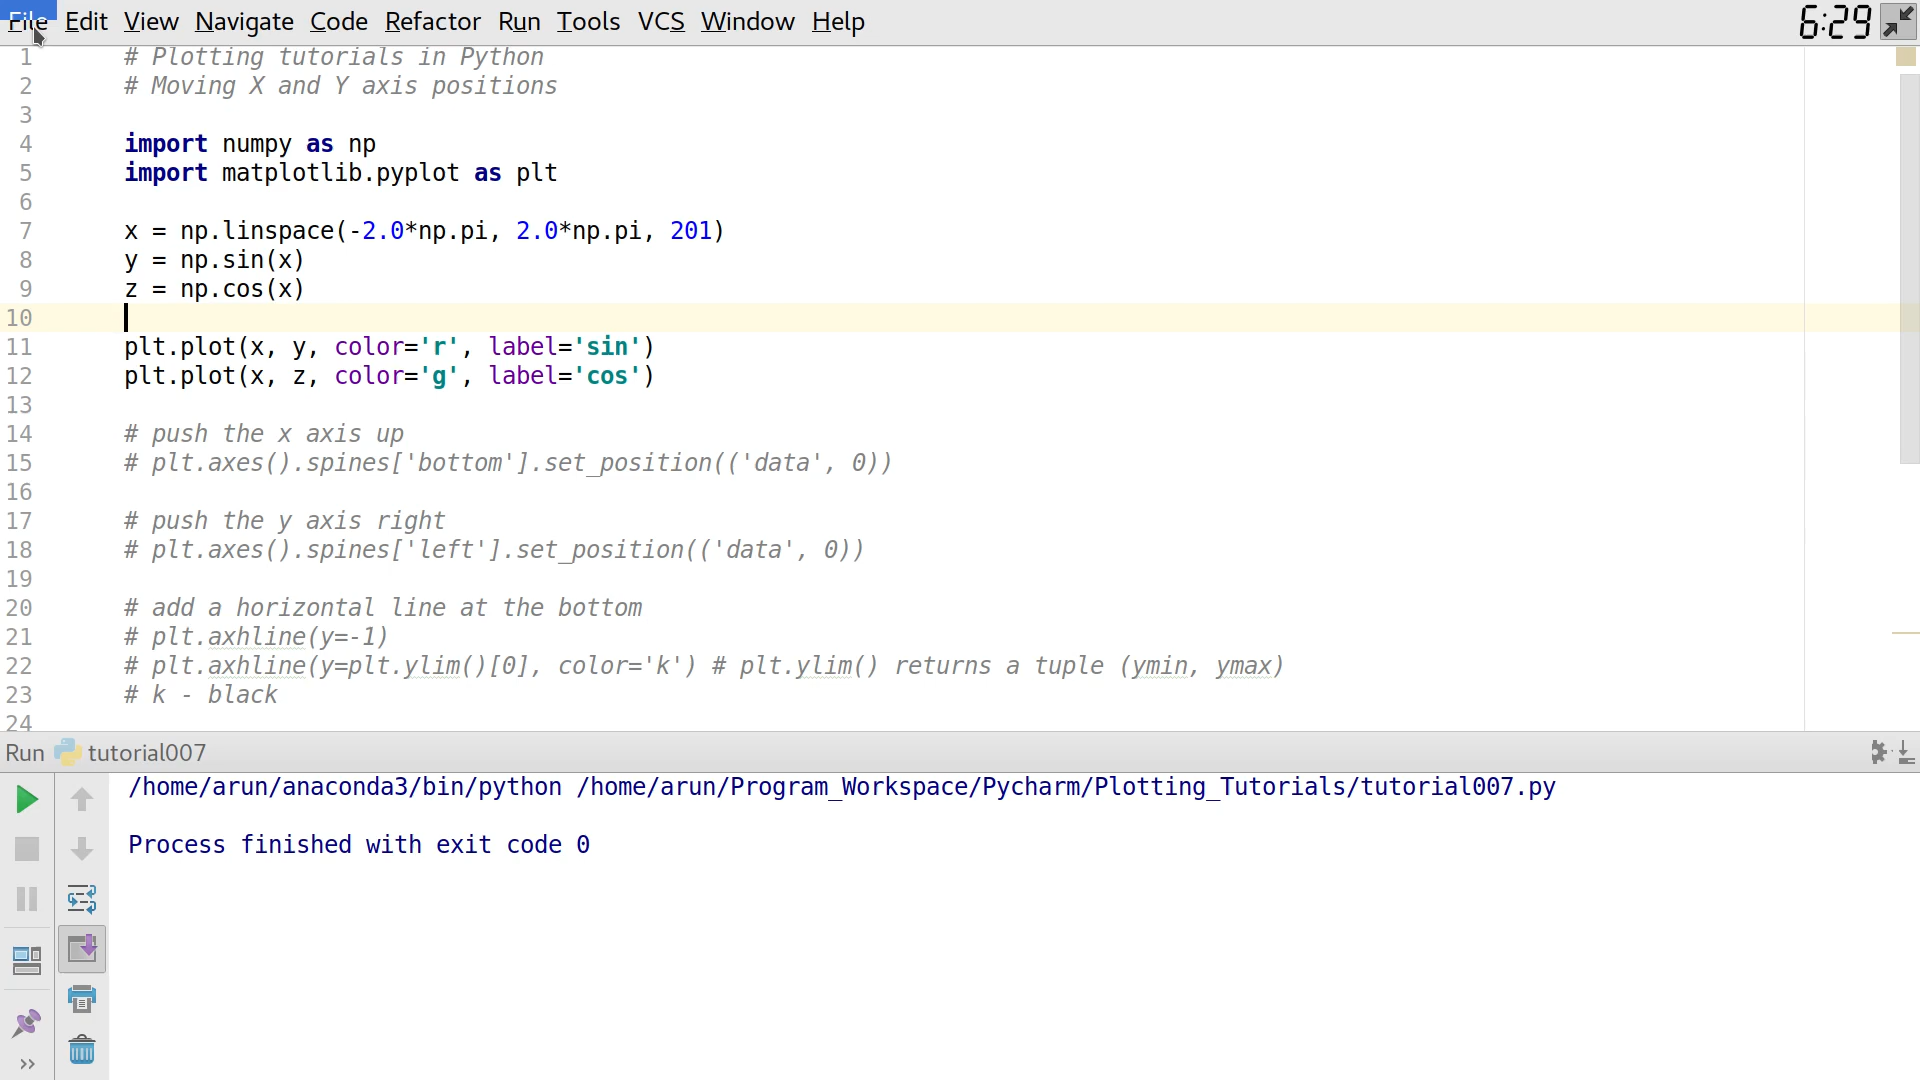 File Edit View Navigate Code Refactor Run Tools VCS Window Help 6:29
1 # Plotting tutorials in Python
2 # Moving X and Y axis positions
3
4 import numpy as np
5 import matplotlib.pyplot as plt
6
7 x = np.linspace(-2.0*np.pi, 2.0*np.pi, 201)
8 y = np.sin(x)
9 z = np.cos(x)
10
11 plt.plot(x, y, color='r', label='sin')
12 plt.plot(x, z, color='g', label='cos')
13
14 # push the x axis up
15 # plt.axes().spines['bottom'].set_position(('data', 0))
16
17 # push the y axis right
18 # plt.axes().spines['left'].set_position(('data', 0))
19
20 # add a horizontal line at the bottom
21 # plt.axhline(y=-1)
22 # plt.axhline(y=plt.ylim()[0], color='k') # plt.ylim() returns a tuple (ymin, ymax)
23 # k - black
24
Run tutorial007
/home/arun/anaconda3/bin/python /home/arun/Program_Workspace/Pycharm/Plotting_Tutorials/tutorial007.py
Process finished with exit code 0